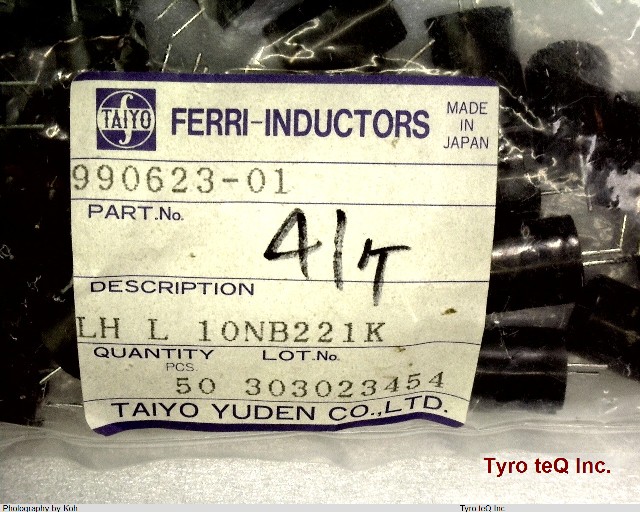 TAIYO
FERRI-INDUCTORS
MADE
IN
JAPAN
990623-01
PART.No.
4/T
DESCRIPTION
LH L 10NB221K
QUANTITY LOT.No.
PCS.
50 303023454
TAIYO YUDEN CO.,LTD.
Tyro teQ Inc.
Photography by Koh
Tyro teQ Inc